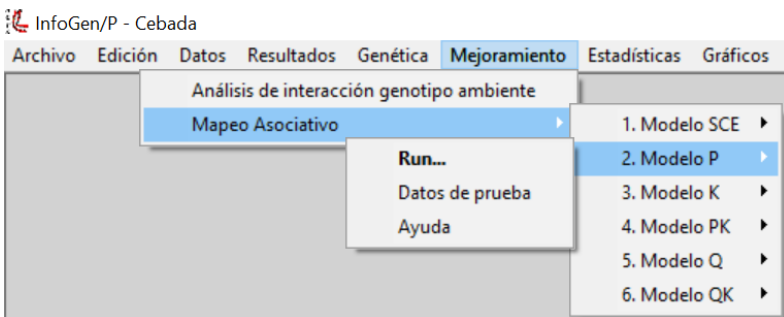 InfoGen/P - Cebada
Archivo Edición Datos Resultados Genética Mejoramiento Estadísticas Gráficos
Análisis de interacción genotipo ambiente
Mapeo Asociativo
1. Modelo SCE
2. Modelo P
3. Modelo K
4. Modelo PK
5. Modelo Q
6. Modelo QK
Run...
Datos de prueba
Ayuda